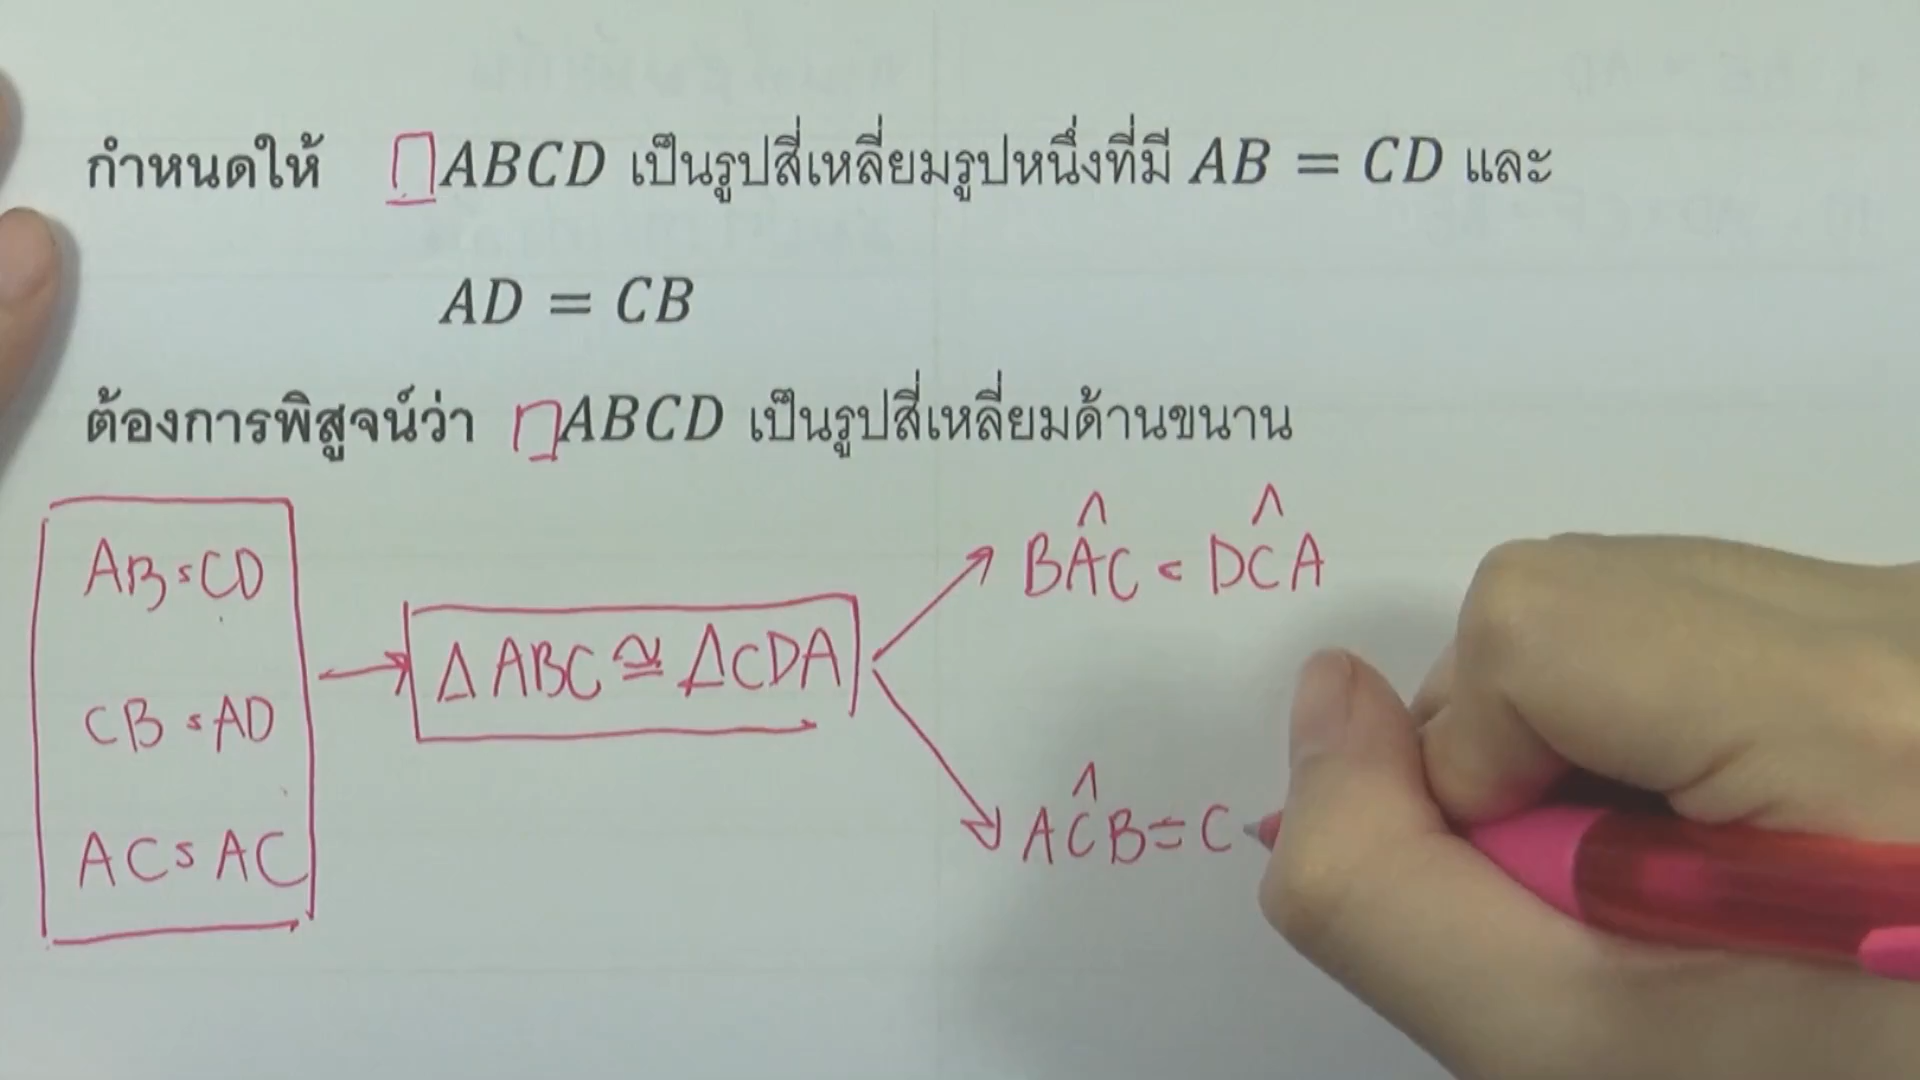 กำหนดให้ □ABCD เป็นรูปสี่เหลี่ยมรูปหนึ่งที่มี AB = CD และ
AD = CB
ต้องการพิสูจน์ว่า □ABCD เป็นรูปสี่เหลี่ยมด้านขนาน
AB = CD
CB = AD
AC = AC
Δ ABC ≅ ΔCDA
BÂC = DĈA
AĈB = C